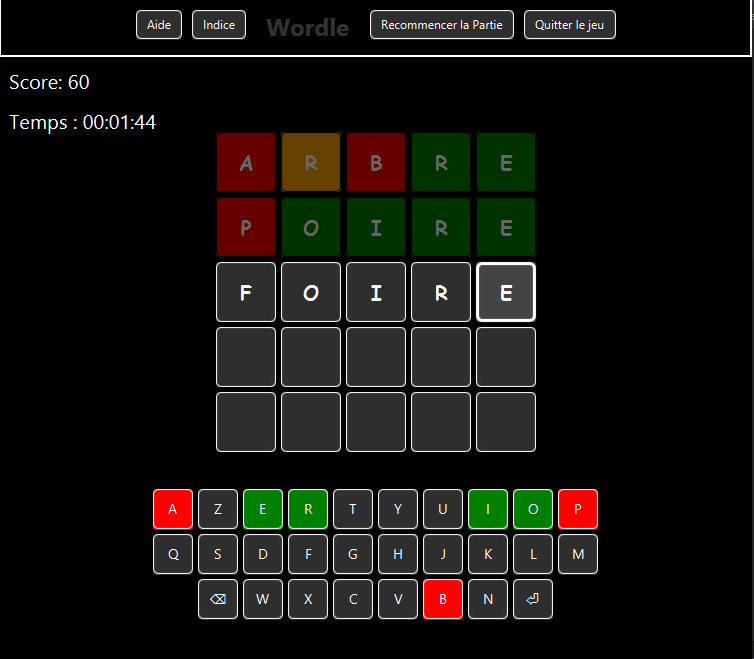 Aide Indice Wordle Recommencer la Partie Quitter le jeu
Score: 60
Temps : 00:01:44
A R B R E
P O I R E
F O I R E
A Z E R T Y U I O P
Q S D F G H J K L M
⌫ W X C V B N ⏎